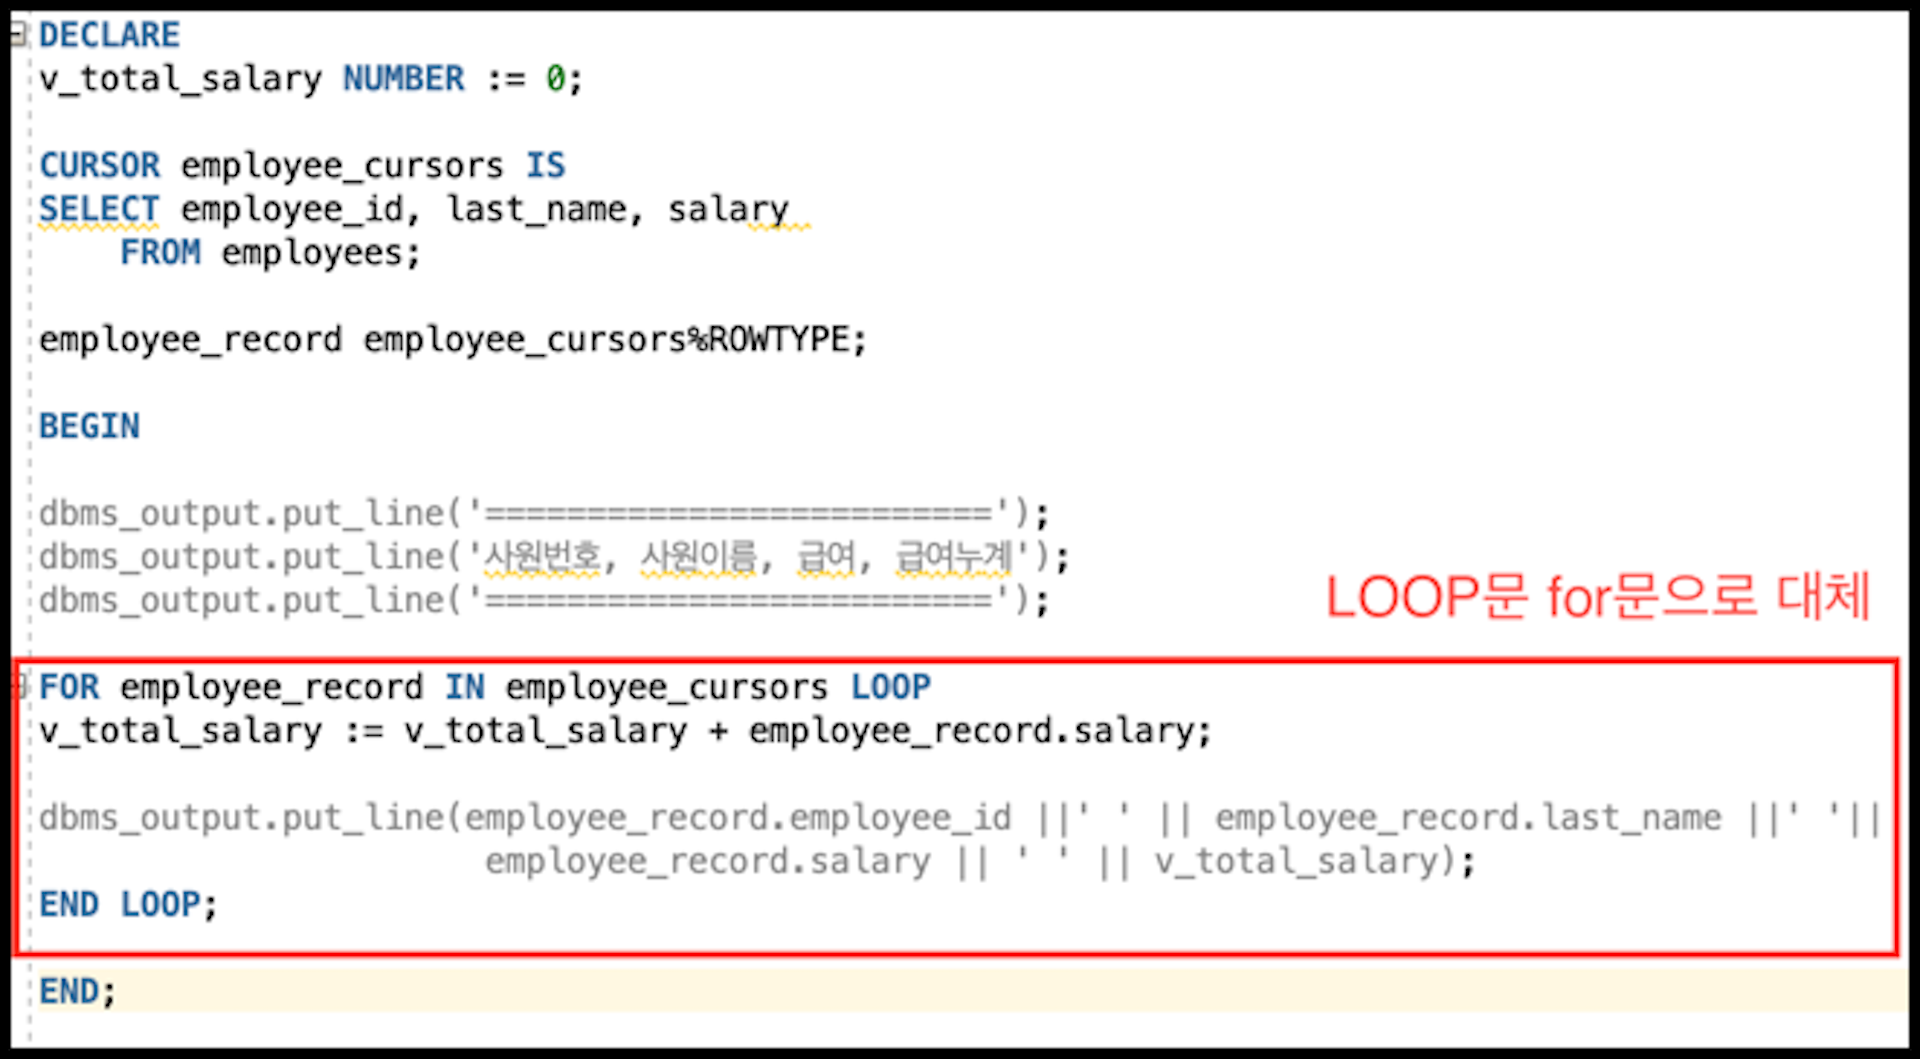 DECLARE
v_total_salary NUMBER := 0;
CURSOR employee_cursors IS
SELECT employee_id, last_name, salary
FROM employees;
employee_record employee_cursors%ROWTYPE;
BEGIN
dbms_output.put_line('=========================');
dbms_output.put_line('사원번호, 사원이름, 급여, 급여누계');
dbms_output.put_line('=========================');
LOOP문 for문으로 대체
FOR employee_record IN employee_cursors LOOP
v_total_salary := v_total_salary + employee_record.salary;
dbms_output.put_line(employee_record.employee_id ||' ' || employee_record.last_name ||' '||
employee_record.salary || ' ' || v_total_salary);
END LOOP;
END;